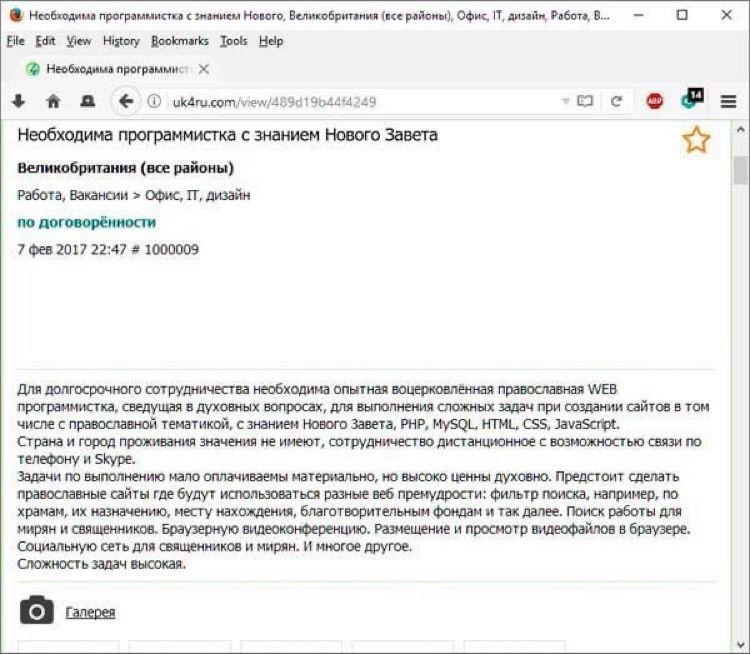 Необходима программистка с знанием Нового, Великобритания (все районы), Офис, IT, дизайн, Работа, В...
File Edit View History Bookmarks Tools Help
Необходима программист
uk4ru.com/view/489d19b44f4249
ABP
14
Необходима программистка с знанием Нового Завета
Великобритания (все районы)
Работа, Вакансии > Офис, IT, дизайн
по договорённости
7 фев 2017 22:47 # 1000009
Для долгосрочного сотрудничества необходима опытная воцерковлённая православная WEB
программистка, сведущая в духовных вопросах, для выполнения сложных задач при создании сайтов в том
числе с православной тематикой, с знанием Нового Завета, PHP, MySQL, HTML, CSS, JavaScript.
Страна и город проживания значения не имеют, сотрудничество дистанционное с возможностью связи по
телефону и Skype.
Задачи по выполнению мало оплачиваемы материально, но высоко ценны духовно. Предстоит сделать
православные сайты где будут использоваться разные веб премудрости: фильтр поиска, например, по
храмам, их назначению, месту нахождения, благотворительным фондам и так далее. Поиск работы для
мирян и священников. Браузерную видеоконференцию. Размещение и просмотр видеофайлов в браузере.
Социальную сеть для священников и мирян. И многое другое.
Сложность задач высокая.
Галерея